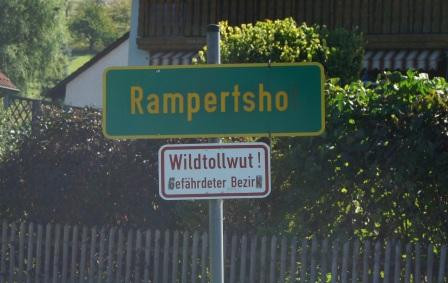 Rampertsho
Wildtollwut!
Gefährdeter Bezirk